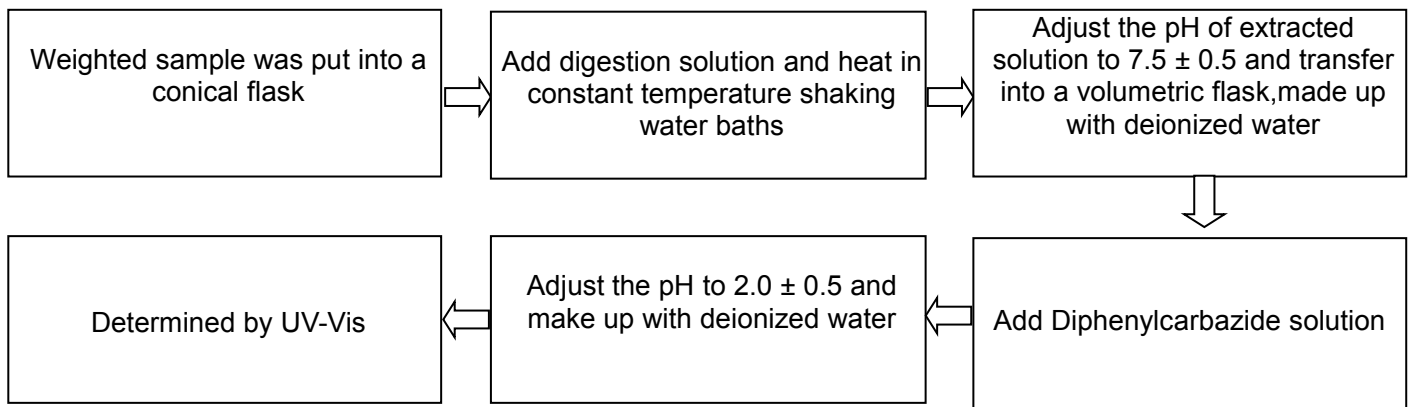 Weighted sample was put into a
conical flask
Add digestion solution and heat in
constant temperature shaking
water baths
Adjust the pH of extracted
solution to 7.5 ± 0.5 and transfer
into a volumetric flask,made up
with deionized water
Add Diphenylcarbazide solution
Adjust the pH to 2.0 ± 0.5 and
make up with deionized water
Determined by UV-Vis